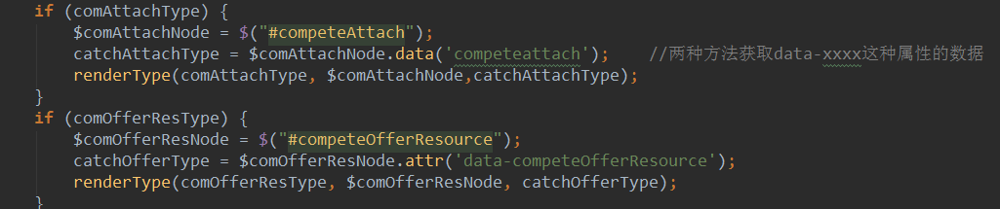 if (comAttachType) {
$comAttachNode = $("#competeAttach");
catchAttachType = $comAttachNode.data('competeattach'); //两种方法获取data-xxxx这种属性的数据
renderType(comAttachType, $comAttachNode,catchAttachType);
}
if (comOfferResType) {
$comOfferResNode = $("#competeOfferResource");
catchOfferType = $comOfferResNode.attr('data-competeOfferResource');
renderType(comOfferResType, $comOfferResNode, catchOfferType);
}